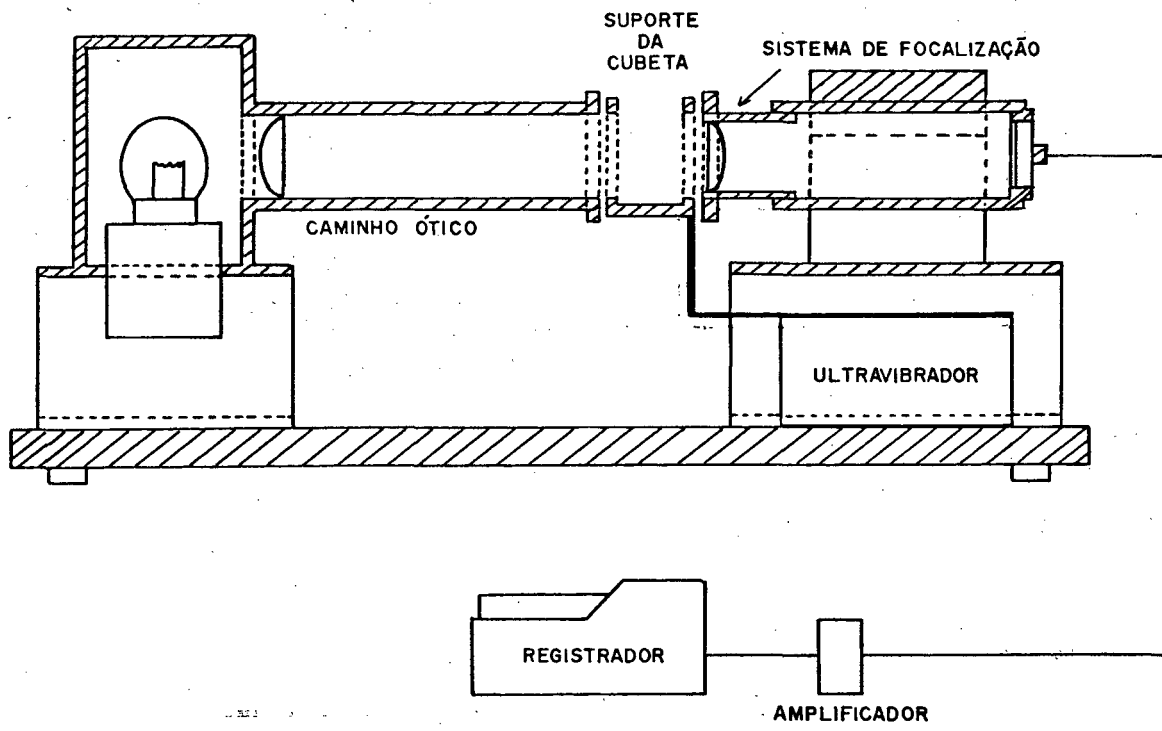 SUPORTE
DA
CUBETA
SISTEMA DE FOCALIZAÇÃO
CAMINHO ÓTICO
ULTRAVIBRADOR
REGISTRADOR
AMPLIFICADOR